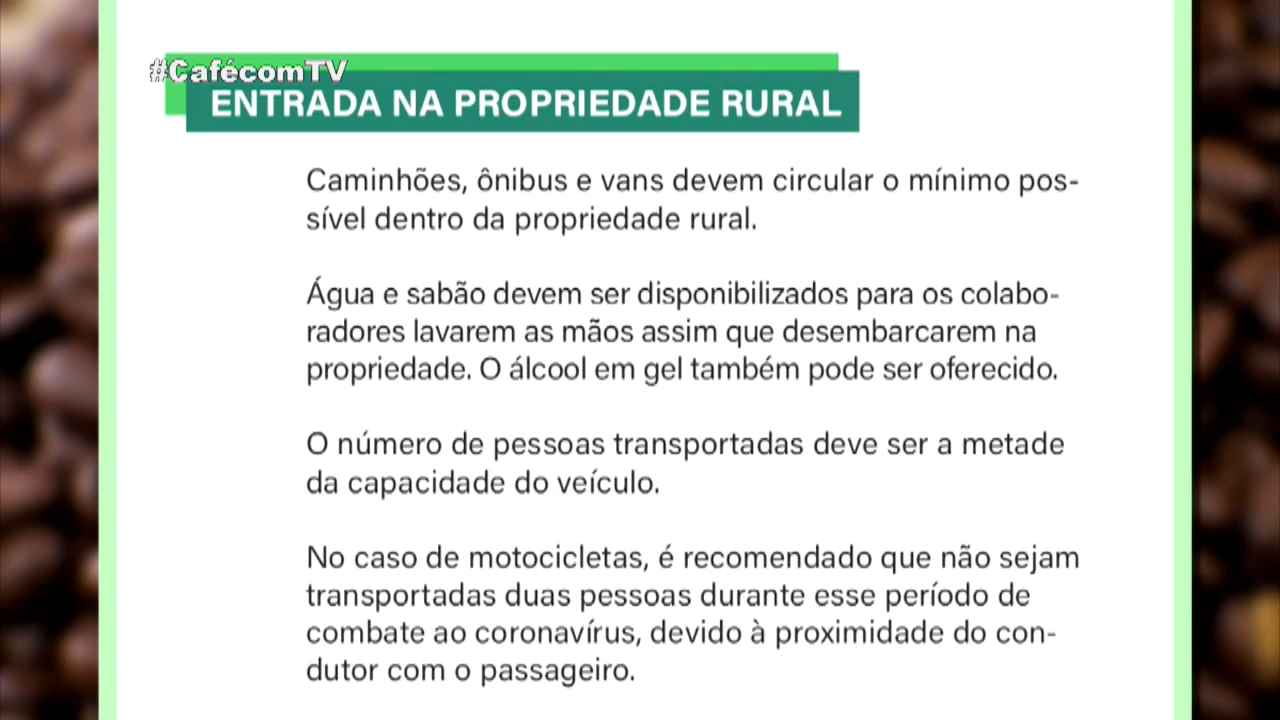 #CafécomTV
ENTRADA NA PROPRIEDADE RURAL
Caminhões, ônibus e vans devem circular o mínimo pos-
sível dentro da propriedade rural.
Água e sabão devem ser disponibilizados para os colabo-
radores lavarem as mãos assim que desembarcarem na
propriedade. O álcool em gel também pode ser oferecido.
O número de pessoas transportadas deve ser a metade
da capacidade do veículo.
No caso de motocicletas, é recomendado que não sejam
transportadas duas pessoas durante esse período de
combate ao coronavírus, devido à proximidade do con-
dutor com o passageiro.